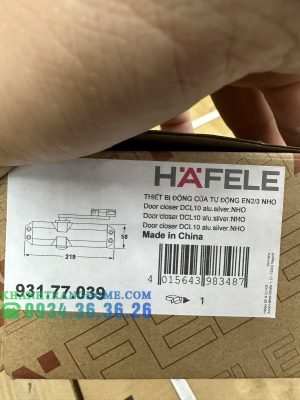 HÄFELE
THIẾT BỊ ĐÓNG CỬA TỰ ĐỘNG EN2/3 NHO
Door closer DCL10 alu.silver.NHO
Door closer DCL10 alu.silver.NHO
Door closer DCL10 alu.silver.NHO
Made in China
58
219
4 015643 983487
931.77.039
1
0934.36.36.26